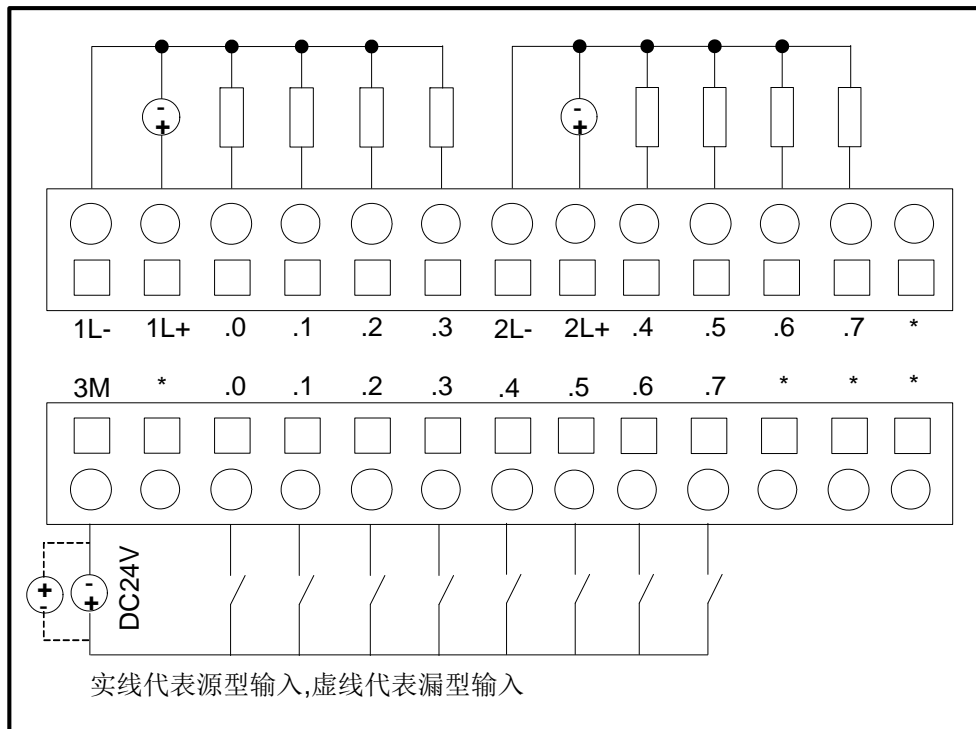 - +
- +
1L- 1L+ .0 .1 .2 .3 2L- 2L+ .4 .5 .6 .7 *
3M * .0 .1 .2 .3 .4 .5 .6 .7 * * *
+ - - + DC24V
实线代表源型输入,虚线代表漏型输入